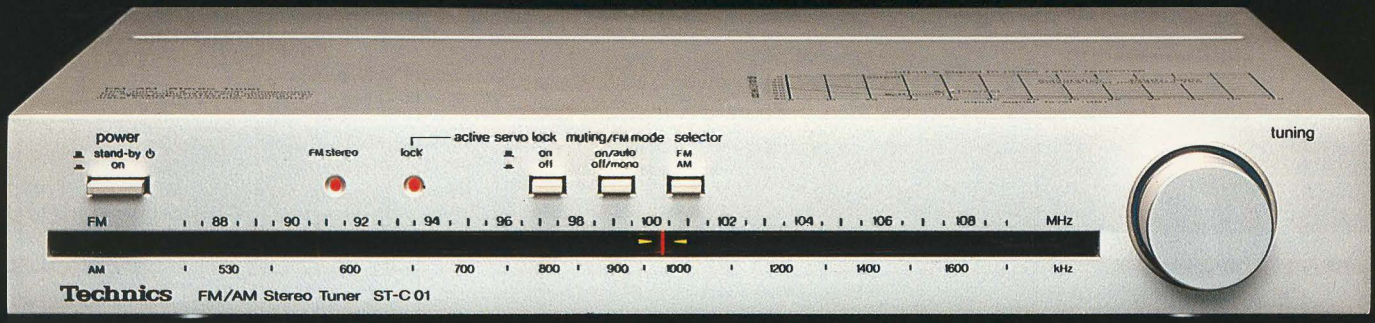 power
stand-by
on
FM stereo
lock
active servo lock
on
off
muting/FM mode
on/auto
off/mono
selector
FM
AM
tuning
FM 88 90 92 94 96 98 100 102 104 106 108 MHz
AM 530 600 700 800 900 1000 1200 1400 1600 kHz
Technics FM/AM Stereo Tuner ST-C 01